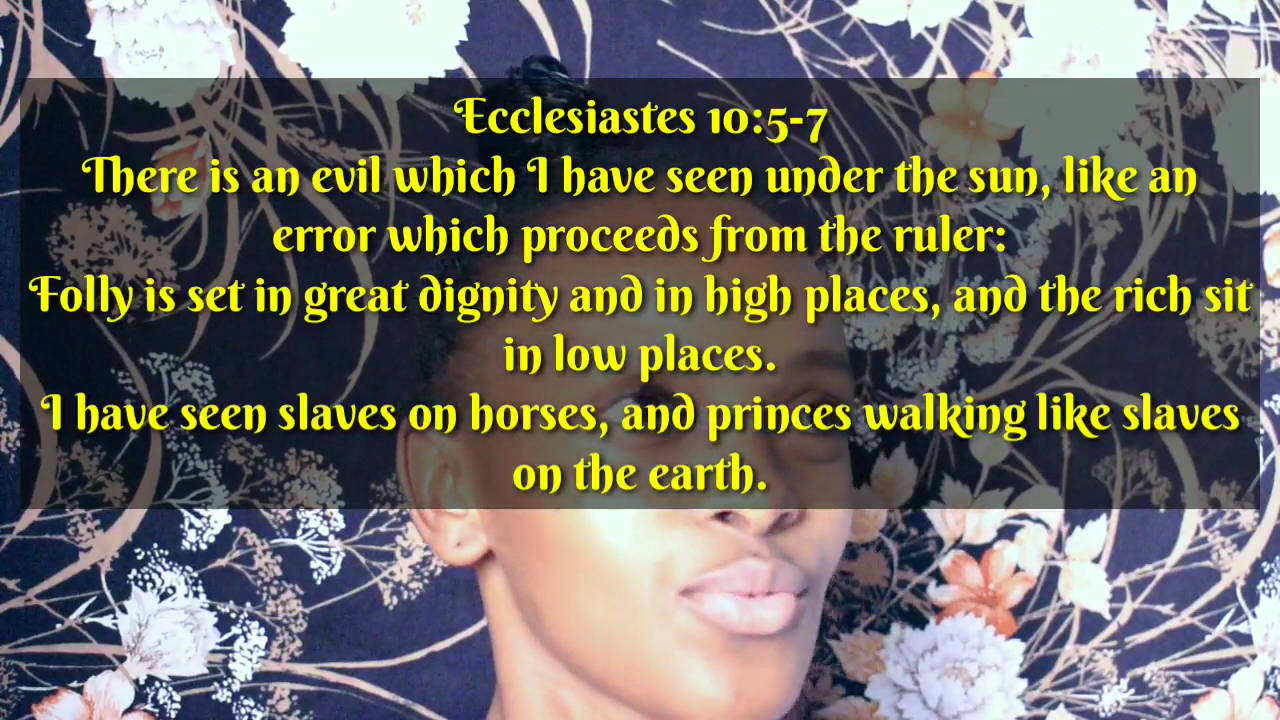 Ecclesiastes 10:5-7
There is an evil which I have seen under the sun, like an
error which proceeds from the ruler:
Folly is set in great dignity and in high places, and the rich sit
in low places.
I have seen slaves on horses, and princes walking like slaves
on the earth.